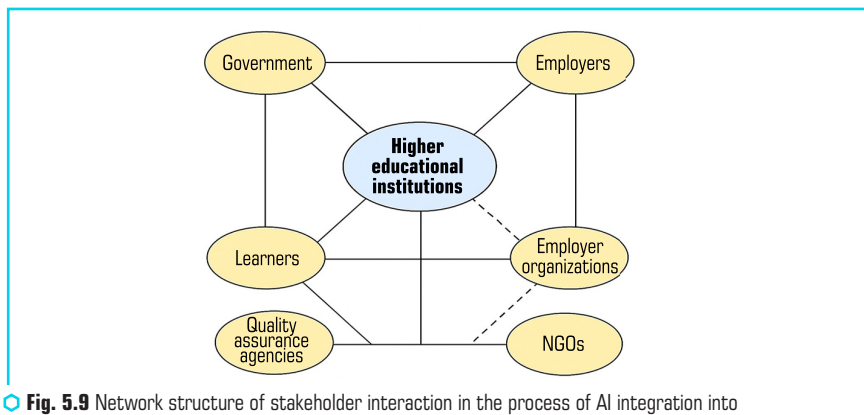 Government
Employers
Higher
educational
institutions
Learners
Employer
organizations
Quality
assurance
agencies
NGOs
Fig. 5.9 Network structure of stakeholder interaction in the process of AI integration into